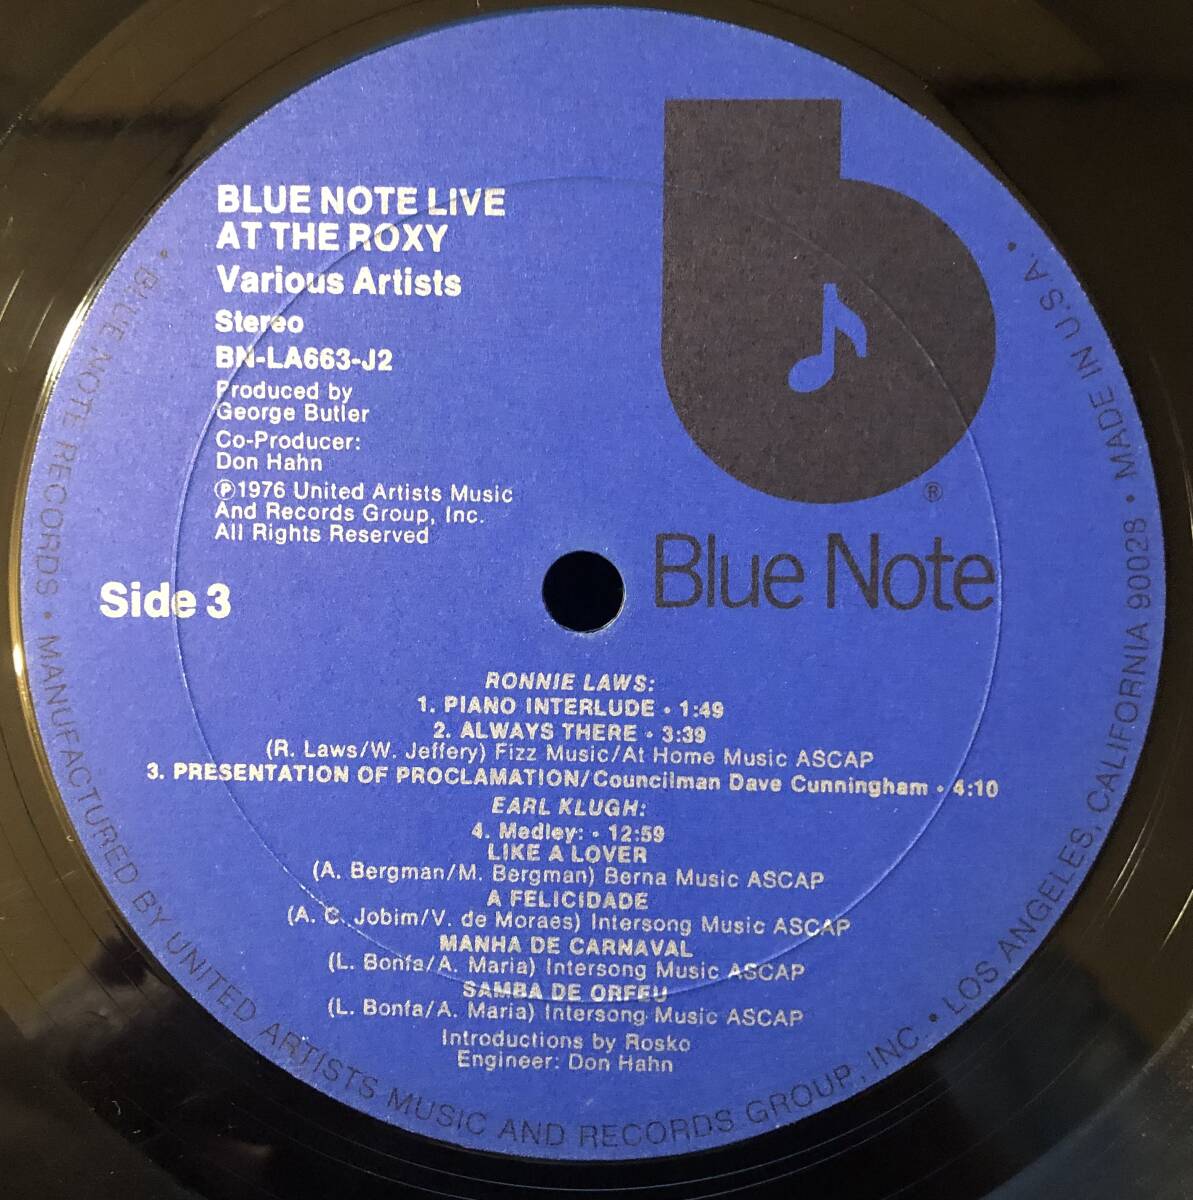 BLUE NOTE LIVE
AT THE ROXY
Various Artists
Stereo
BN-LA663-J2
Produced by
George Butler
Co-Producer:
Don Hahn
℗1976 United Artists Music
And Records Group, Inc.
All Rights Reserved
Side 3
®
Blue Note
RONNIE LAWS:
1. PIANO INTERLUDE • 1:49
2. ALWAYS THERE • 3:39
(R. Laws/W. Jeffery) Fizz Music/At Home Music ASCAP
3. PRESENTATION OF PROCLAMATION/Councilman Dave Cunningham • 4:10
EARL KLUGH:
4. Medley: • 12:59
LIKE A LOVER
(A. Bergman/M. Bergman) Berna Music ASCAP
A FELICIDADE
(A. C. Jobim/V. de Moraes) Intersong Music ASCAP
MANHA DE CARNAVAL
(L. Bonfa/A. Maria) Intersong Music ASCAP
SAMBA DE ORFEU
(L. Bonfa/A. Maria) Intersong Music ASCAP
Introductions by Rosko
Engineer: Don Hahn
• BLUE NOTE RECORDS • MANUFACTURED BY UNITED ARTISTS MUSIC AND RECORDS GROUP, INC. • LOS ANGELES, CALIFORNIA 90028 • MADE IN U.S.A. •